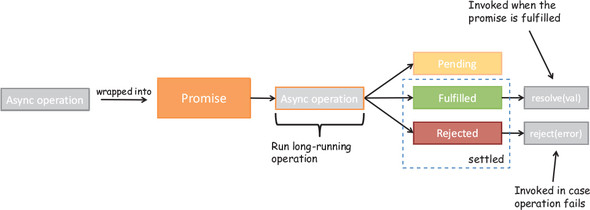 Invoked when the
promise is fulfilled
Pending
Async operation
wrapped into
Promise
Async operation
Fulfilled
resolve(val)
Run long-running
operation
Rejected
reject(error)
settled
Invoked in case
operation fails